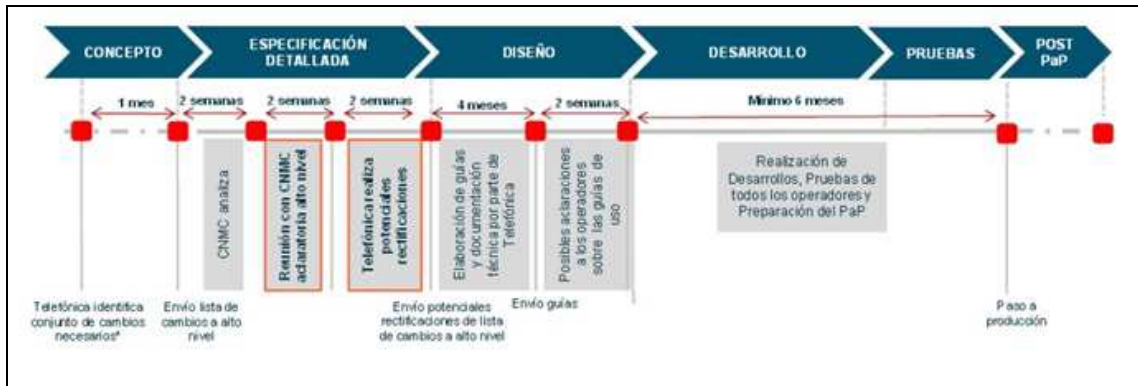 CONCEPTO
ESPECIFICACIÓN
DETALLADA
DISEÑO
DESARROLLO
PRUEBAS
POST
PaP
1 mes
2 semanas
2 semanas
2 semanas
4 meses
2 semanas
Mínimo 6 meses
CNMC analiza
Reunión con CNMC
aclaratoria alto nivel
Telefónica realiza
potenciales
rectificaciones
Elaboración de guías
y documentación
técnica por parte de
Telefónica
Posibles aclaraciones
a los operadores
sobre las guías de
uso
Realización de
Desarrollos, Pruebas de
todos los operadores y
Preparación del PaP
Telefónica identifica
conjunto de cambios
necesarios*
Envío lista de
cambios a alto
nivel
Envío potenciales
rectificaciones de lista
de cambios a alto nivel
Envío guías
Paso a
producción